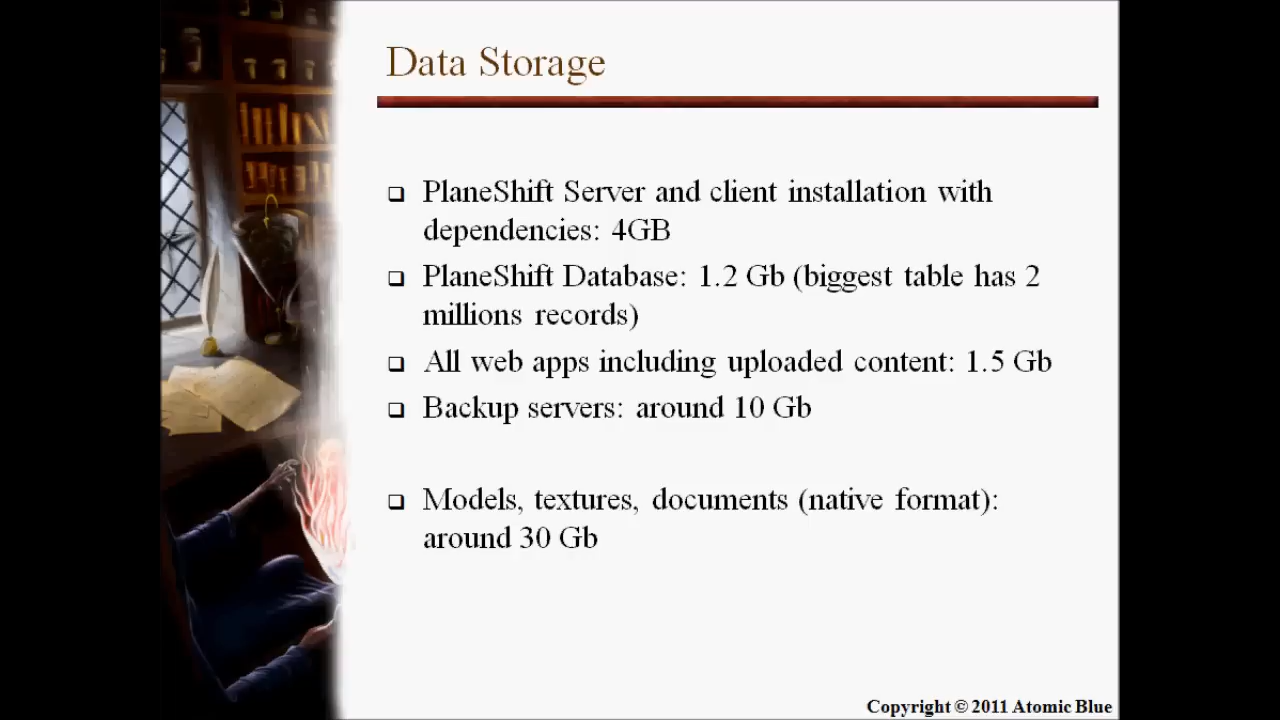 Data Storage
PlaneShift Server and client installation with
dependencies: 4GB
PlaneShift Database: 1.2 Gb (biggest table has 2
millions records)
All web apps including uploaded content: 1.5 Gb
Backup servers: around 10 Gb
Models, textures, documents (native format):
around 30 Gb
Copyright © 2011 Atomic Blue